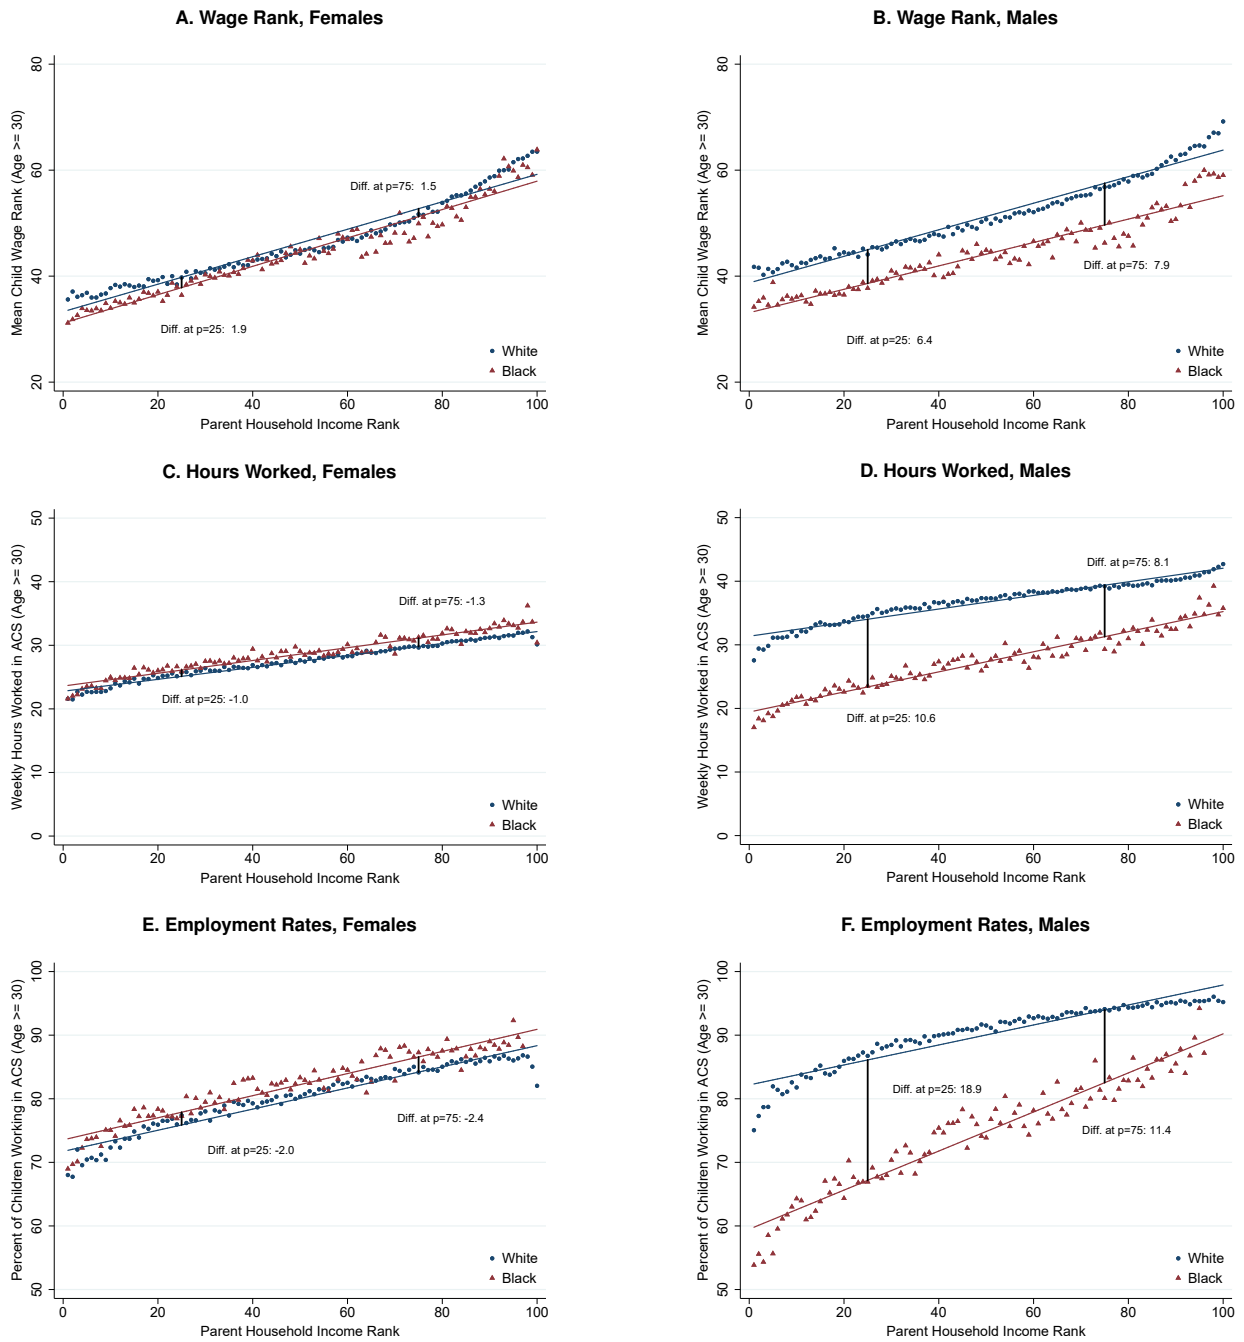 A. Wage Rank, Females
Mean Child Wage Rank (Age >= 30)
80
60
40
20
Diff. at p=75: 1.5
Diff. at p=25: 1.9
White
Black
0 20 40 60 80 100
Parent Household Income Rank
B. Wage Rank, Males
Mean Child Wage Rank (Age >= 30)
80
60
40
20
Diff. at p=75: 7.9
Diff. at p=25: 6.4
White
Black
0 20 40 60 80 100
Parent Household Income Rank
C. Hours Worked, Females
Weekly Hours Worked in ACS (Age >= 30)
50
40
30
20
10
0
Diff. at p=75: -1.3
Diff. at p=25: -1.0
White
Black
0 20 40 60 80 100
Parent Household Income Rank
D. Hours Worked, Males
Weekly Hours Worked in ACS (Age >= 30)
50
40
30
20
10
0
Diff. at p=75: 8.1
Diff. at p=25: 10.6
White
Black
0 20 40 60 80 100
Parent Household Income Rank
E. Employment Rates, Females
Percent of Children Working in ACS (Age >= 30)
100
90
80
70
60
50
Diff. at p=75: -2.4
Diff. at p=25: -2.0
White
Black
0 20 40 60 80 100
Parent Household Income Rank
F. Employment Rates, Males
Percent of Children Working in ACS (Age >= 30)
100
90
80
70
60
50
Diff. at p=25: 18.9
Diff. at p=75: 11.4
White
Black
0 20 40 60 80 100
Parent Household Income Rank